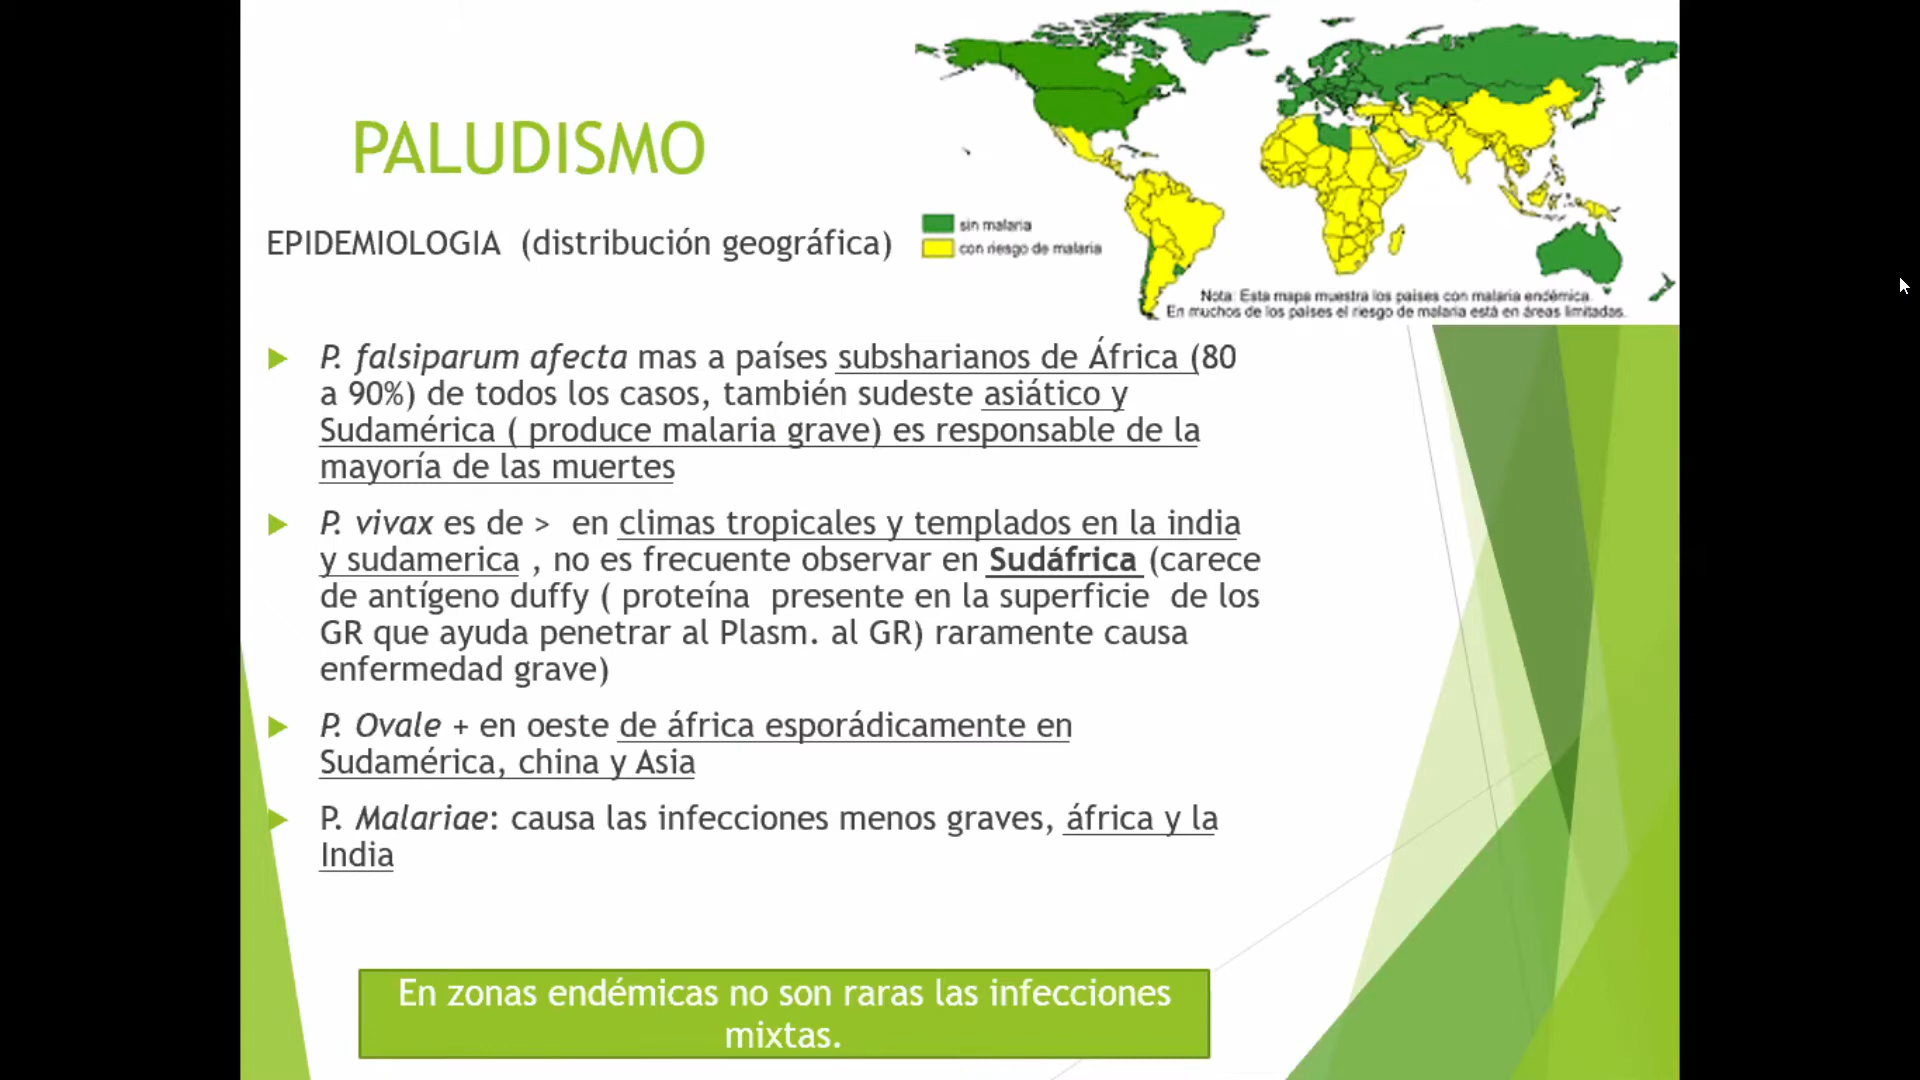 PALUDISMO
EPIDEMIOLOGIA (distribución geográfica)
sin malaria
con riesgo de malaria
Nota: Esta mapa muestra los países con malaria endémica.
En muchos de los países el riesgo de malaria está en áreas limitadas.
P. falsiparum afecta mas a países subsharianos de África (80
a 90%) de todos los casos, también sudeste asiático y
Sudamérica ( produce malaria grave) es responsable de la
mayoría de las muertes
P. vivax es de > en climas tropicales y templados en la india
y sudamerica , no es frecuente observar en Sudáfrica (carece
de antígeno duffy ( proteína presente en la superficie de los
GR que ayuda penetrar al Plasm. al GR) raramente causa
enfermedad grave)
P. Ovale + en oeste de áfrica esporádicamente en
Sudamérica, china y Asia
P. Malariae: causa las infecciones menos graves, áfrica y la
India
En zonas endémicas no son raras las infecciones
mixtas.